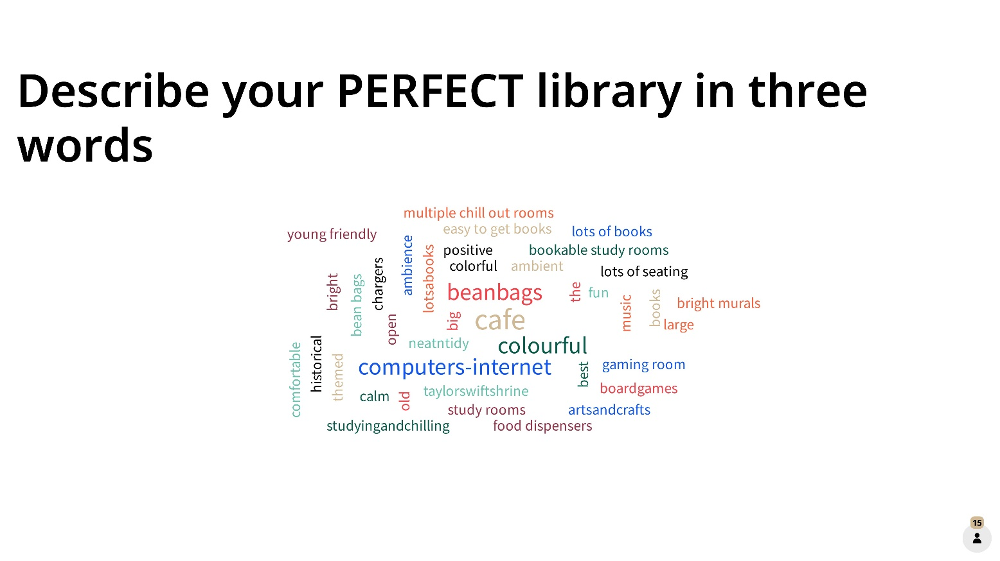 Describe your PERFECT library in three
words
multiple chill out rooms
easy to get books
lots of books
young friendly
ambience
lotsabooks
positive
bookable study rooms
chargers
colorful
ambient
lots of seating
bright
bean bags
beanbags
the
fun
music
books
bright murals
open
big
cafe
large
neatntidy
colourful
comfortable
historical
themed
computers-internet
best
gaming room
calm
old
taylorswiftshrine
boardgames
study rooms
artsandcrafts
studyingandchilling
food dispensers
15